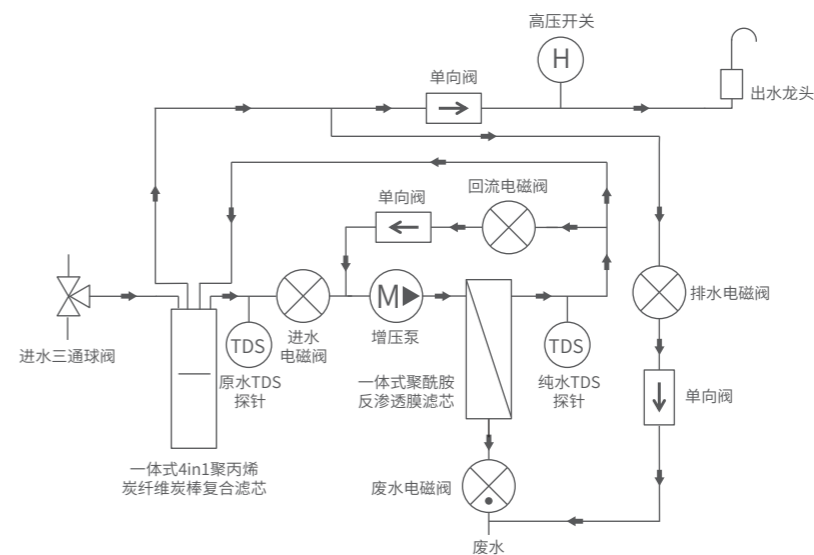 高压开关
H
单向阀
出水龙头
回流电磁阀
单向阀
排水电磁阀
M
进水三通球阀
TDS
进水
电磁阀
增压泵
TDS
原水TDS
探针
一体式聚酰胺
反渗透膜滤芯
纯水TDS
探针
单向阀
一体式4in1聚丙烯
炭纤维炭棒复合滤芯
废水电磁阀
废水